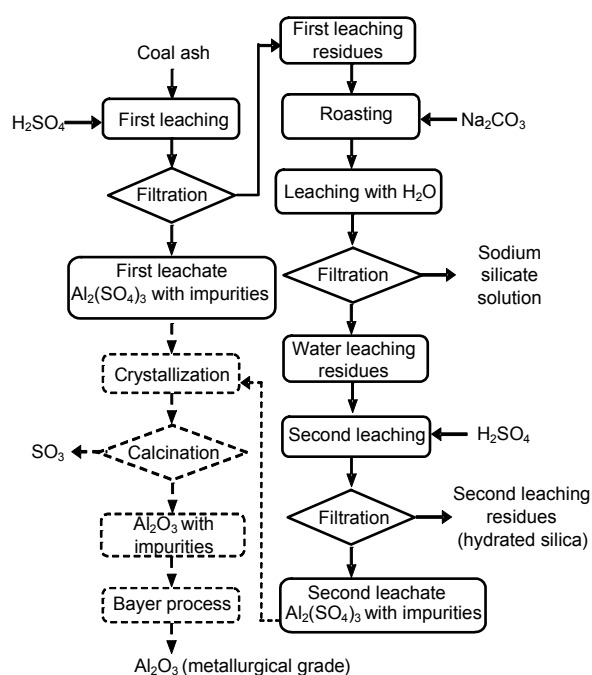 Coal ash
H₂SO₄
First leaching
Filtration
First leachate
Al₂(SO₄)₃ with impurities
Crystallization
SO₃
Calcination
Al₂O₃ with
impurities
Bayer process
Al₂O₃ (metallurgical grade)
First leaching
residues
Roasting
Na₂CO₃
Leaching with H₂O
Filtration
Sodium
silicate
solution
Water leaching
residues
Second leaching
H₂SO₄
Filtration
Second leaching
residues
(hydrated silica)
Second leachate
Al₂(SO₄)₃ with impurities